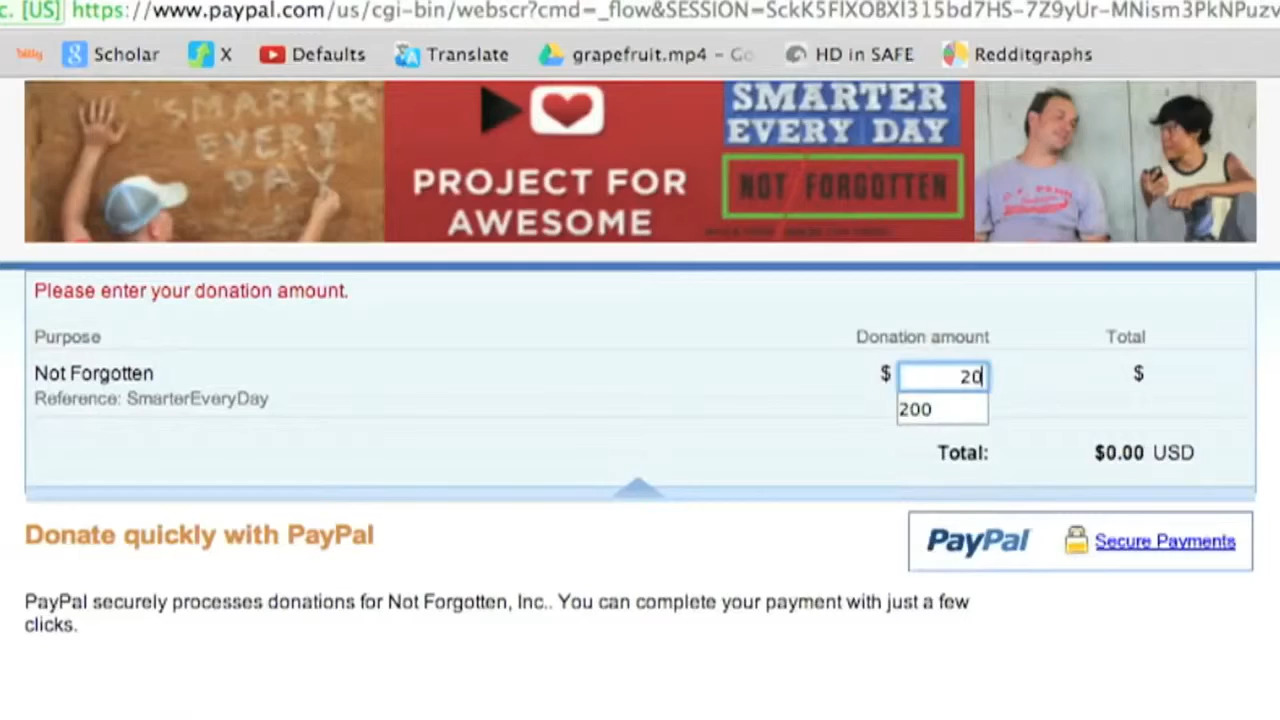 c. [US] https://www.paypal.com/us/cgi-bin/webscr?cmd=_flow&SESSION=
Scholar X Defaults Translate grapefruit.mp4 - Go HD in SAFE Redditgraphs
SMARTER
EVERY
DAY
PROJECT FOR
AWESOME
SMARTER
EVERY DAY
NOT FORGOTTEN
Please enter your donation amount.
Purpose Donation amount Total
Not Forgotten $ 20 $
Reference: SmarterEveryDay
200
Total: $0.00 USD
Donate quickly with PayPal
PayPal Secure Payments
PayPal securely processes donations for Not Forgotten, Inc.. You can complete your payment with just a few
clicks.